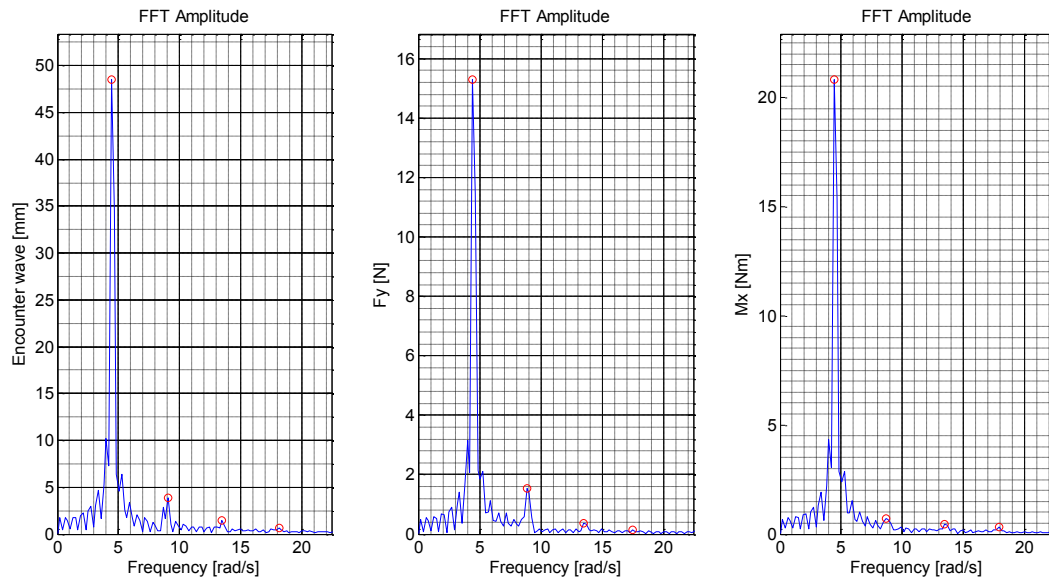 FFT Amplitude
50
45
40
35
30
25
20
15
10
5
0
Encounter wave [mm]
0 5 10 15 20
Frequency [rad/s]
FFT Amplitude
16
14
12
10
8
6
4
2
0
Fy [N]
0 5 10 15 20
Frequency [rad/s]
FFT Amplitude
20
15
10
5
0
Mx [Nm]
0 5 10 15 20
Frequency [rad/s]